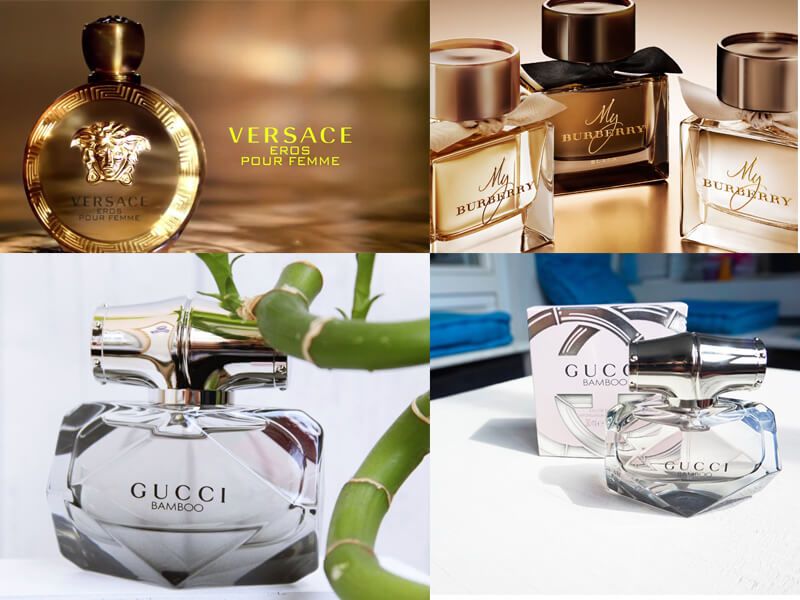 VERSACE
EROS
POUR FEMME
VERSACE
EROS
POUR FEMME
My
BURBERRY
BLACK
My
BURBERRY
My
BURBERRY
GUCCI
BAMBOO
GUCCI
BAMBOO
GUCCI
BAMBOO